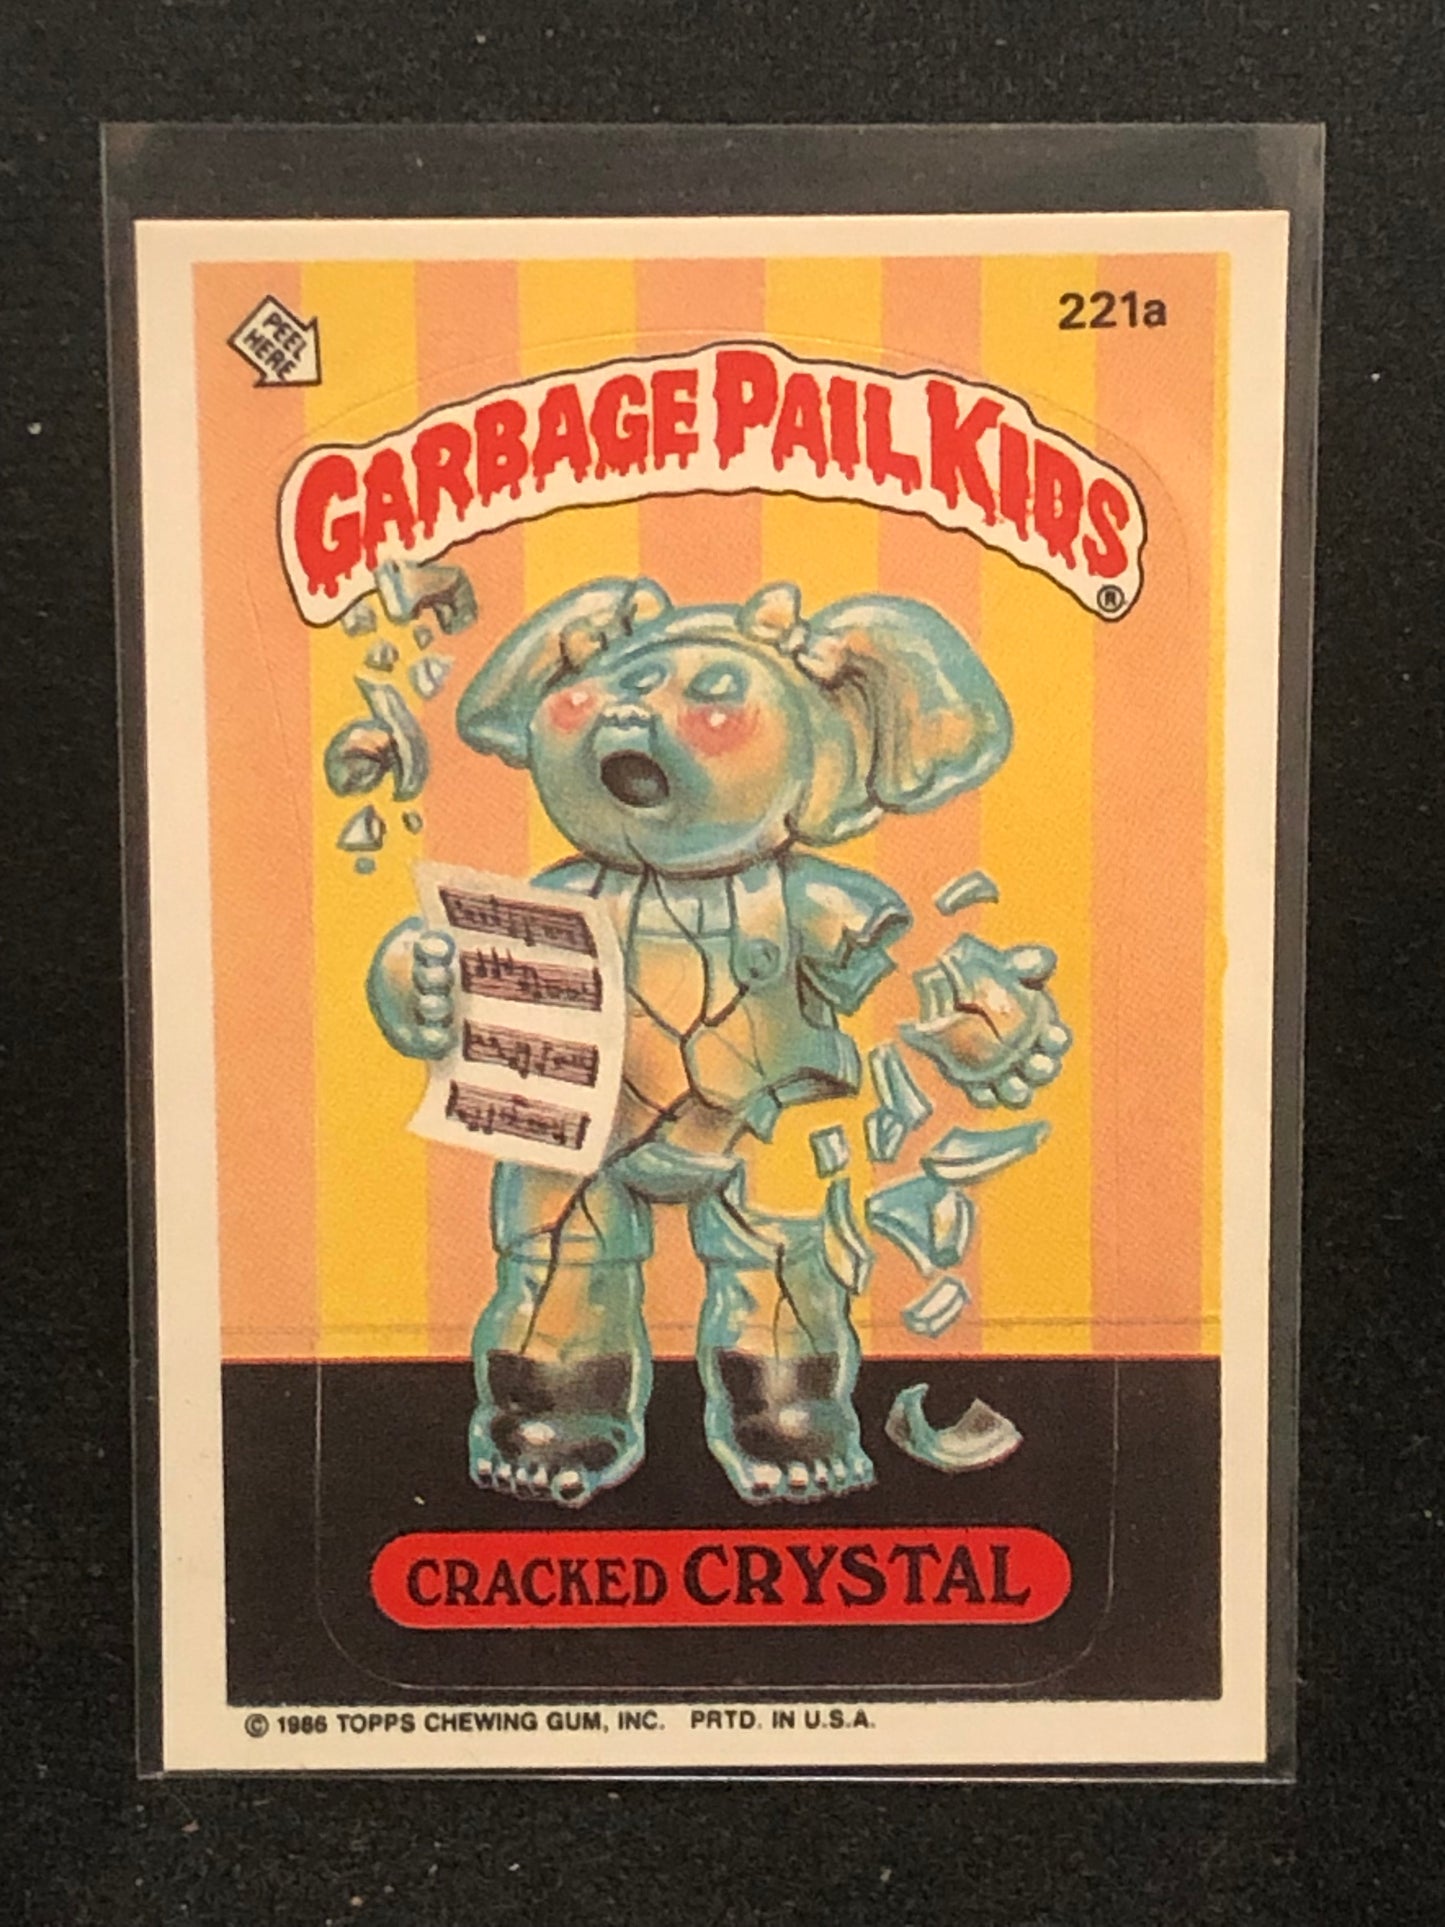 PEEL
HERE
221a
GARBAGE PAIL KIDS
®
CRACKED CRYSTAL
© 1986 TOPPS CHEWING GUM, INC. PRTD. IN U.S.A.